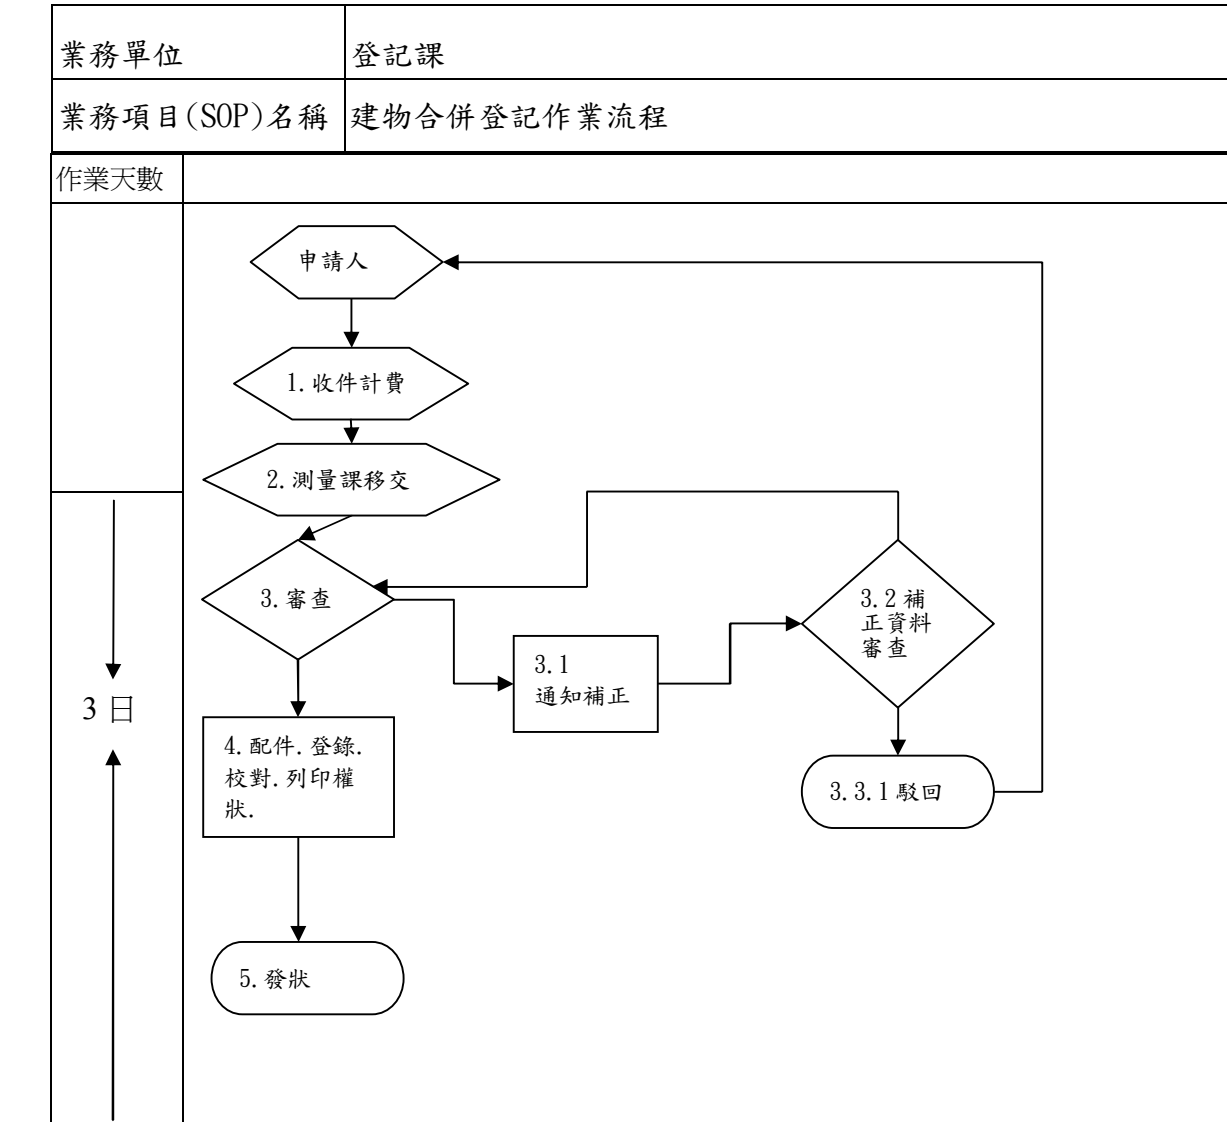 業務單位
登記課
業務項目(SOP)名稱
建物合併登記作業流程
作業天數
申請人
1.收件計費
2.測量課移交
3.審查
3.1
通知補正
3.2補
正資料
審查
3日
4.配件.登錄.
校對.列印權
狀.
3.3.1駁回
5.發狀